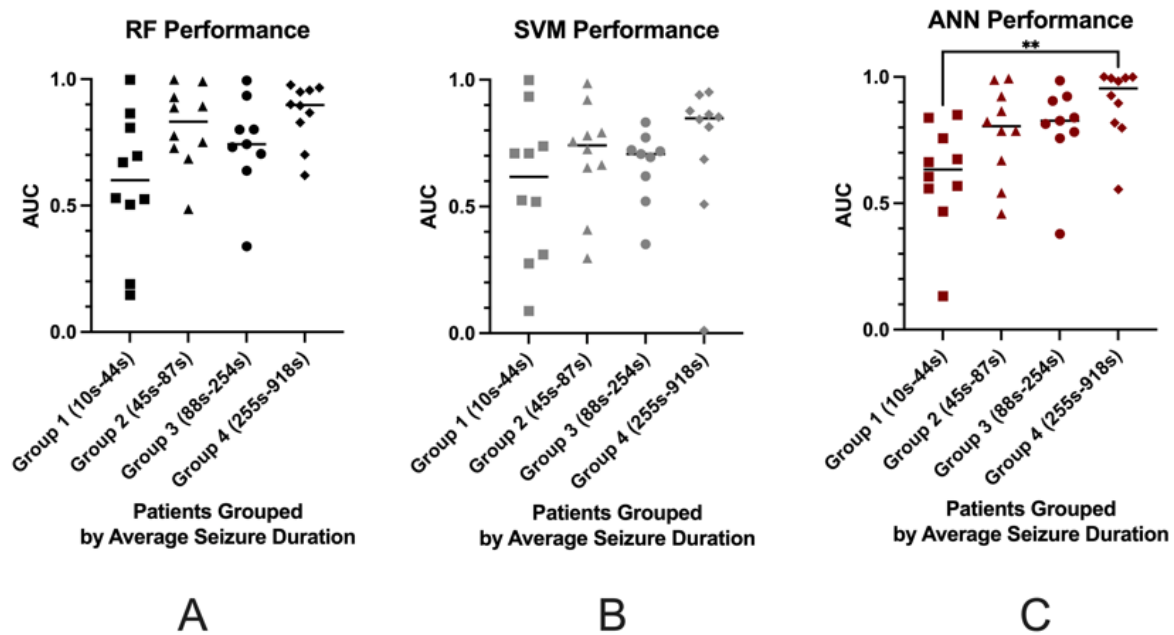 RF Performance
1.0
0.5
0.0
AUC
Group 1 (10s-44s)
Group 2 (45s-87s)
Group 3 (88s-254s)
Group 4 (255s-918s)
Patients Grouped
by Average Seizure Duration
A
SVM Performance
1.0
0.5
0.0
AUC
Group 1 (10s-44s)
Group 2 (45s-87s)
Group 3 (88s-254s)
Group 4 (255s-918s)
Patients Grouped
by Average Seizure Duration
B
ANN Performance
**
1.0
0.5
0.0
AUC
Group 1 (10s-44s)
Group 2 (45s-87s)
Group 3 (88s-254s)
Group 4 (255s-918s)
Patients Grouped
by Average Seizure Duration
C